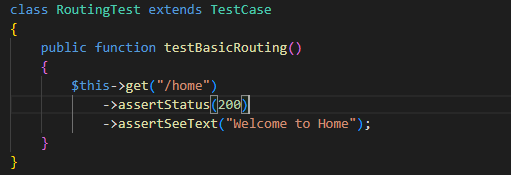 class RoutingTest extends TestCase
{
    public function testBasicRouting()
    {
        $this->get("/home")
            ->assertStatus(200)
            ->assertSeeText("Welcome to Home");
    }
}